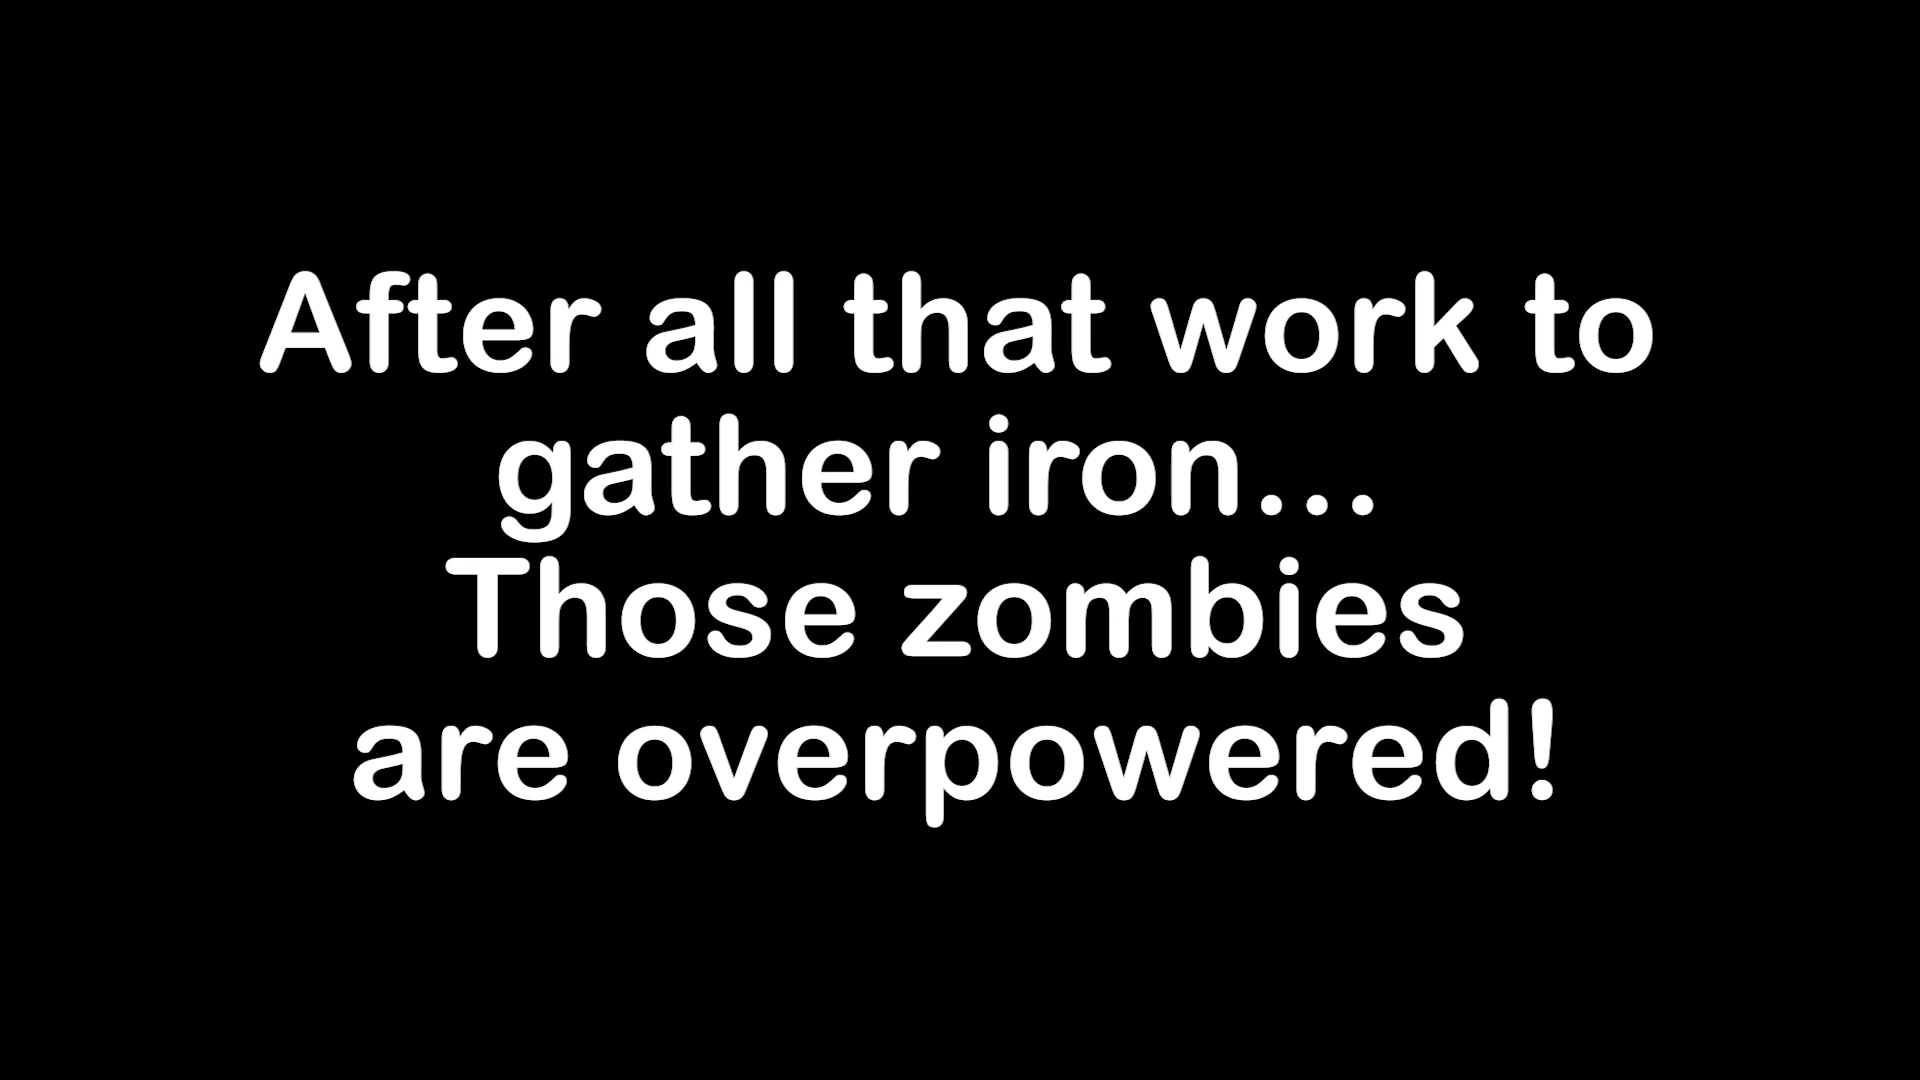 After all that work to
gather iron...
Those zombies
are overpowered!